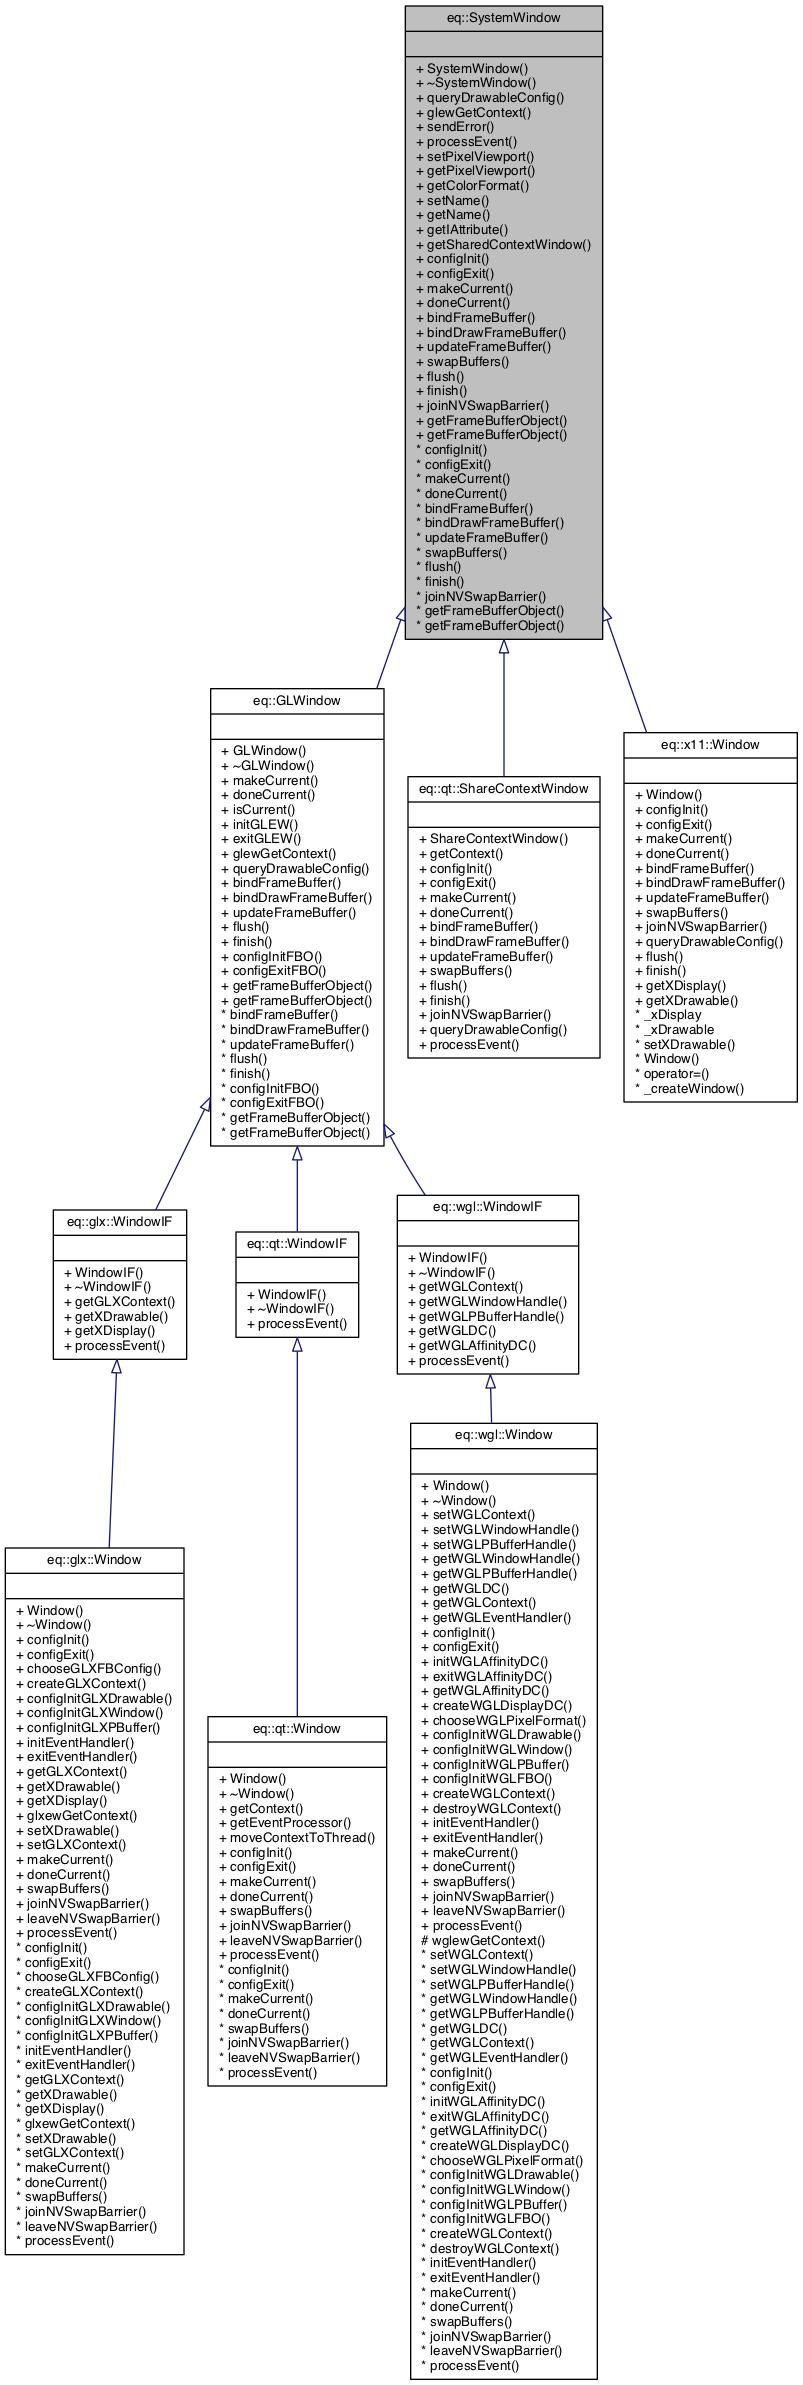 eq::SystemWindow
+ SystemWindow()
+ ~SystemWindow()
+ queryDrawableConfig()
+ glewGetContext()
+ sendError()
+ processEvent()
+ setPixelViewport()
+ getPixelViewport()
+ getColorFormat()
+ setName()
+ getName()
+ getIAttribute()
+ getSharedContextWindow()
+ configInit()
+ configExit()
+ makeCurrent()
+ doneCurrent()
+ bindFrameBuffer()
+ bindDrawFrameBuffer()
+ updateFrameBuffer()
+ swapBuffers()
+ flush()
+ finish()
+ joinNVSwapBarrier()
+ getFrameBufferObject()
+ getFrameBufferObject()
* configInit()
* configExit()
* makeCurrent()
* doneCurrent()
* bindFrameBuffer()
* bindDrawFrameBuffer()
* updateFrameBuffer()
* swapBuffers()
* flush()
* finish()
* joinNVSwapBarrier()
* getFrameBufferObject()
* getFrameBufferObject()
eq::GLWindow
+ GLWindow()
+ ~GLWindow()
+ makeCurrent()
+ doneCurrent()
+ isCurrent()
+ initGLEW()
+ exitGLEW()
+ glewGetContext()
+ queryDrawableConfig()
+ bindFrameBuffer()
+ bindDrawFrameBuffer()
+ updateFrameBuffer()
+ flush()
+ finish()
+ configInitFBO()
+ configExitFBO()
+ getFrameBufferObject()
+ getFrameBufferObject()
* bindFrameBuffer()
* bindDrawFrameBuffer()
* updateFrameBuffer()
* flush()
* finish()
* configInitFBO()
* configExitFBO()
* getFrameBufferObject()
* getFrameBufferObject()
eq::qt::ShareContextWindow
+ ShareContextWindow()
+ getContext()
+ configInit()
+ configExit()
+ makeCurrent()
+ doneCurrent()
+ bindFrameBuffer()
+ bindDrawFrameBuffer()
+ updateFrameBuffer()
+ swapBuffers()
+ flush()
+ finish()
+ joinNVSwapBarrier()
+ queryDrawableConfig()
+ processEvent()
eq::x11::Window
+ Window()
+ configInit()
+ configExit()
+ makeCurrent()
+ doneCurrent()
+ bindFrameBuffer()
+ bindDrawFrameBuffer()
+ updateFrameBuffer()
+ swapBuffers()
+ joinNVSwapBarrier()
+ queryDrawableConfig()
+ flush()
+ finish()
+ getXDisplay()
+ getXDrawable()
* _xDisplay
* _xDrawable
* setXDrawable()
* Window()
* operator=()
* _createWindow()
eq::glx::WindowIF
+ WindowIF()
+ ~WindowIF()
+ getGLXContext()
+ getXDrawable()
+ getXDisplay()
+ processEvent()
eq::qt::WindowIF
+ WindowIF()
+ ~WindowIF()
+ processEvent()
eq::wgl::WindowIF
+ WindowIF()
+ ~WindowIF()
+ getWGLContext()
+ getWGLWindowHandle()
+ getWGLPBufferHandle()
+ getWGLDC()
+ getWGLAffinityDC()
+ processEvent()
eq::glx::Window
+ Window()
+ ~Window()
+ configInit()
+ configExit()
+ chooseGLXFBConfig()
+ createGLXContext()
+ configInitGLXDrawable()
+ configInitGLXWindow()
+ configInitGLXPBuffer()
+ initEventHandler()
+ exitEventHandler()
+ getGLXContext()
+ getXDrawable()
+ getXDisplay()
+ glxewGetContext()
+ setXDrawable()
+ setGLXContext()
+ makeCurrent()
+ doneCurrent()
+ swapBuffers()
+ joinNVSwapBarrier()
+ leaveNVSwapBarrier()
+ processEvent()
* configInit()
* configExit()
* chooseGLXFBConfig()
* createGLXContext()
* configInitGLXDrawable()
* configInitGLXWindow()
* configInitGLXPBuffer()
* initEventHandler()
* exitEventHandler()
* getGLXContext()
* getXDrawable()
* getXDisplay()
* glxewGetContext()
* setXDrawable()
* setGLXContext()
* makeCurrent()
* doneCurrent()
* swapBuffers()
* joinNVSwapBarrier()
* leaveNVSwapBarrier()
* processEvent()
eq::qt::Window
+ Window()
+ ~Window()
+ getContext()
+ getEventProcessor()
+ moveContextToThread()
+ configInit()
+ configExit()
+ makeCurrent()
+ doneCurrent()
+ swapBuffers()
+ joinNVSwapBarrier()
+ leaveNVSwapBarrier()
+ processEvent()
* configInit()
* configExit()
* makeCurrent()
* doneCurrent()
* swapBuffers()
* joinNVSwapBarrier()
* leaveNVSwapBarrier()
* processEvent()
eq::wgl::Window
+ Window()
+ ~Window()
+ setWGLContext()
+ setWGLWindowHandle()
+ setWGLPBufferHandle()
+ getWGLWindowHandle()
+ getWGLPBufferHandle()
+ getWGLDC()
+ getWGLContext()
+ getWGLEventHandler()
+ configInit()
+ configExit()
+ initWGLAffinityDC()
+ exitWGLAffinityDC()
+ getWGLAffinityDC()
+ createWGLDisplayDC()
+ chooseWGLPixelFormat()
+ configInitWGLDrawable()
+ configInitWGLWindow()
+ configInitWGLPBuffer()
+ configInitWGLFBO()
+ createWGLContext()
+ destroyWGLContext()
+ initEventHandler()
+ exitEventHandler()
+ makeCurrent()
+ doneCurrent()
+ swapBuffers()
+ joinNVSwapBarrier()
+ leaveNVSwapBarrier()
+ processEvent()
# wglewGetContext()
* setWGLContext()
* setWGLWindowHandle()
* setWGLPBufferHandle()
* getWGLWindowHandle()
* getWGLPBufferHandle()
* getWGLDC()
* getWGLContext()
* getWGLEventHandler()
* configInit()
* configExit()
* initWGLAffinityDC()
* exitWGLAffinityDC()
* getWGLAffinityDC()
* createWGLDisplayDC()
* chooseWGLPixelFormat()
* configInitWGLDrawable()
* configInitWGLWindow()
* configInitWGLPBuffer()
* configInitWGLFBO()
* createWGLContext()
* destroyWGLContext()
* initEventHandler()
* exitEventHandler()
* makeCurrent()
* doneCurrent()
* swapBuffers()
* joinNVSwapBarrier()
* leaveNVSwapBarrier()
* processEvent()